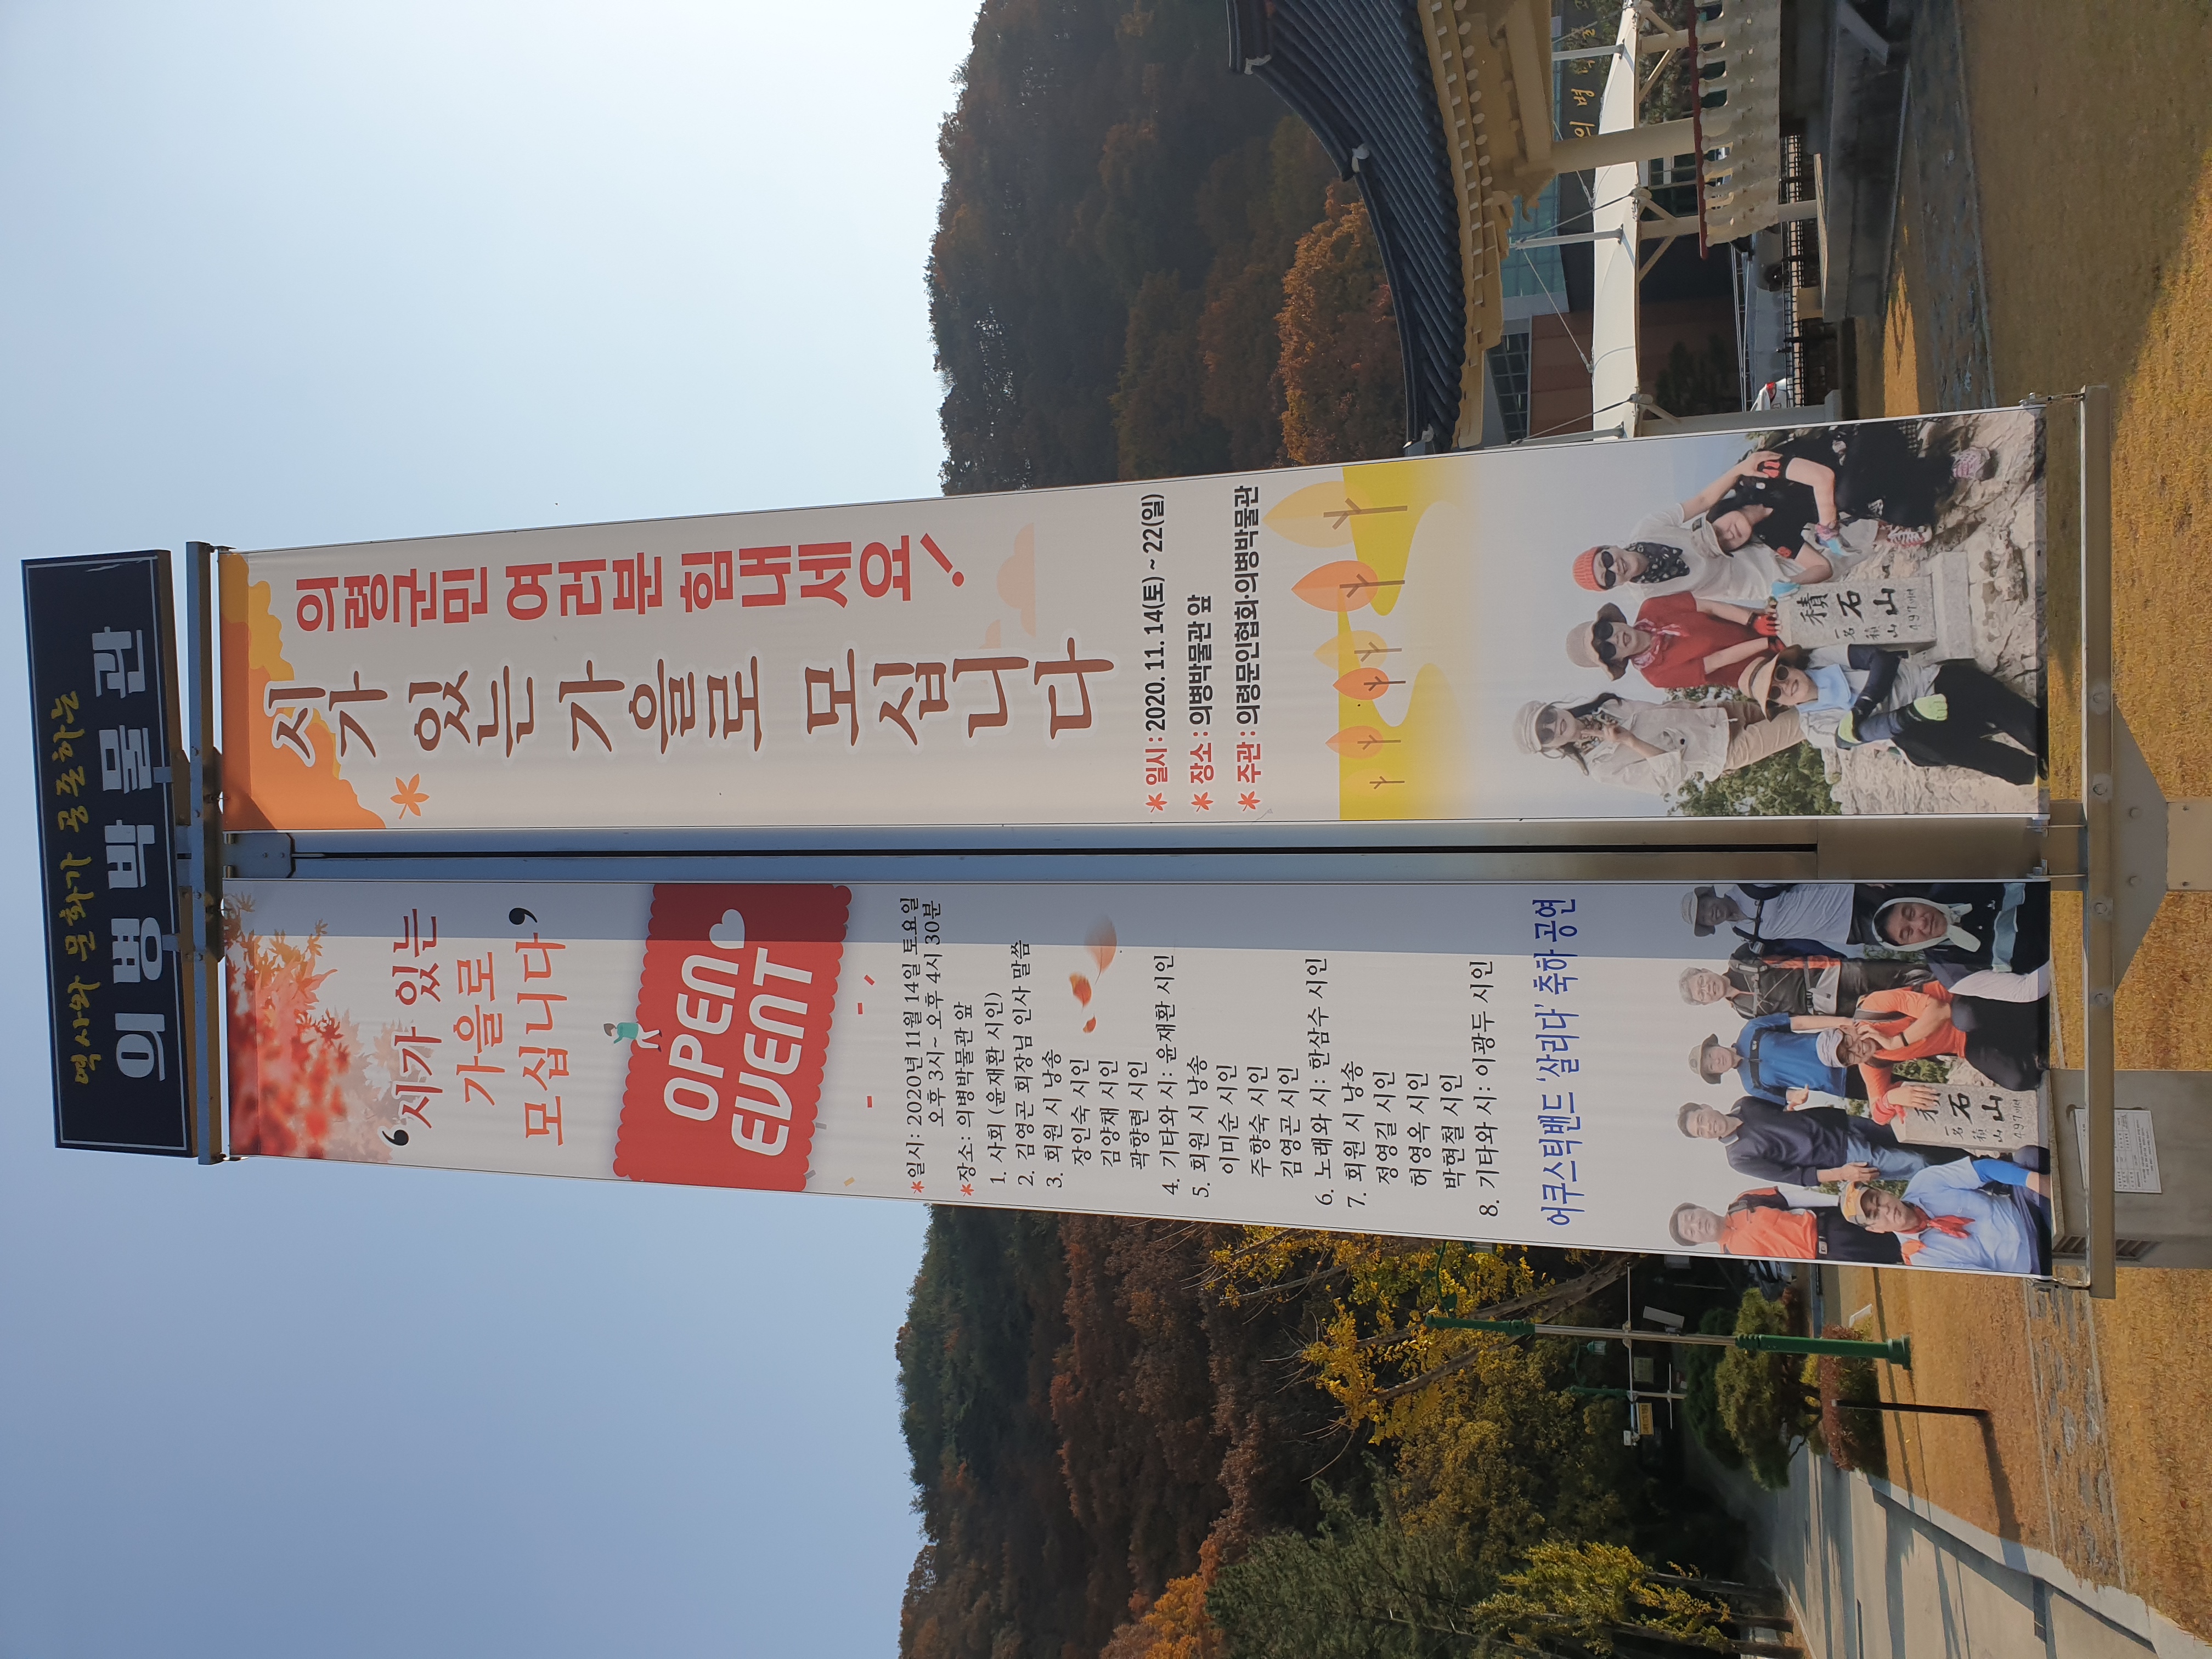 역사와 문화가 공존하는
의병박물관
'시가 있는
가을로
모십니다'
OPEN
EVENT
*일시: 2020년 11월 14일 토요일
오후 3시~ 오후 4시 30분
*장소: 의병박물관 앞
1. 사회 (윤재환 시인)
2. 김영곤 회장님 인사 말씀
3. 회원 시 낭송
장인숙 시인
김양채 시인
곽향련 시인
4. 기타와 시: 윤재환 시인
5. 회원 시 낭송
이미순 시인
주향숙 시인
김영곤 시인
6. 노래와 시: 한삼수 시인
7. 회원 시 낭송
정영길 시인
허영옥 시인
박현철 시인
8. 기타와 시: 이광두 시인
어쿠스틱밴드 '살리다' 축하 공연
積
石
山
497
의령군민 여러분 힘내세요!
시가 있는 가을로 모십니다
* 일시: 2020. 11. 14(토) ~ 22(일)
* 장소: 의병박물관 앞
* 주관: 의령문인협회·의병박물관
積
石
山
497
의병